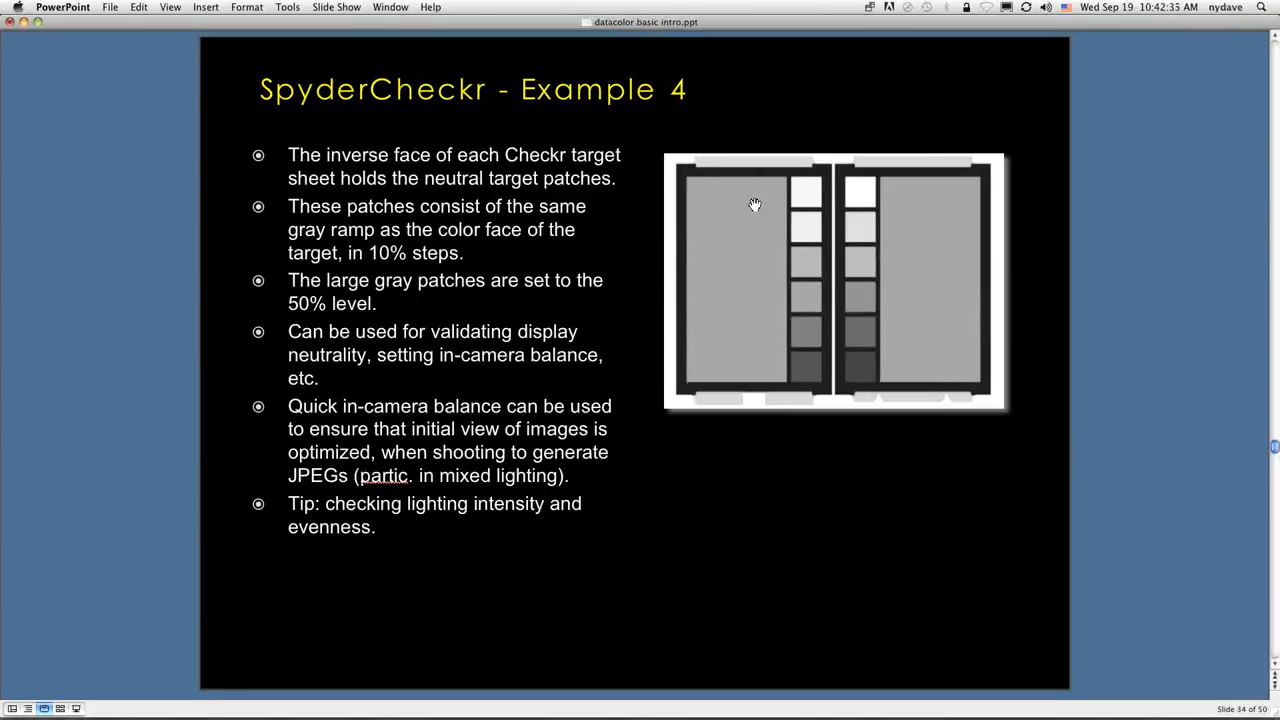 PowerPoint File Edit View Insert Format Tools Slide Show Window Help Wed Sep 19 10:42:35 AM nydave
datacolor basic intro.ppt
SpyderCheckr - Example 4
The inverse face of each Checkr target
sheet holds the neutral target patches.
These patches consist of the same
gray ramp as the color face of the
target, in 10% steps.
The large gray patches are set to the
50% level.
Can be used for validating display
neutrality, setting in-camera balance,
etc.
Quick in-camera balance can be used
to ensure that initial view of images is
optimized, when shooting to generate
JPEGs (partic. in mixed lighting).
Tip: checking lighting intensity and
evenness.
Slide 34 of 50